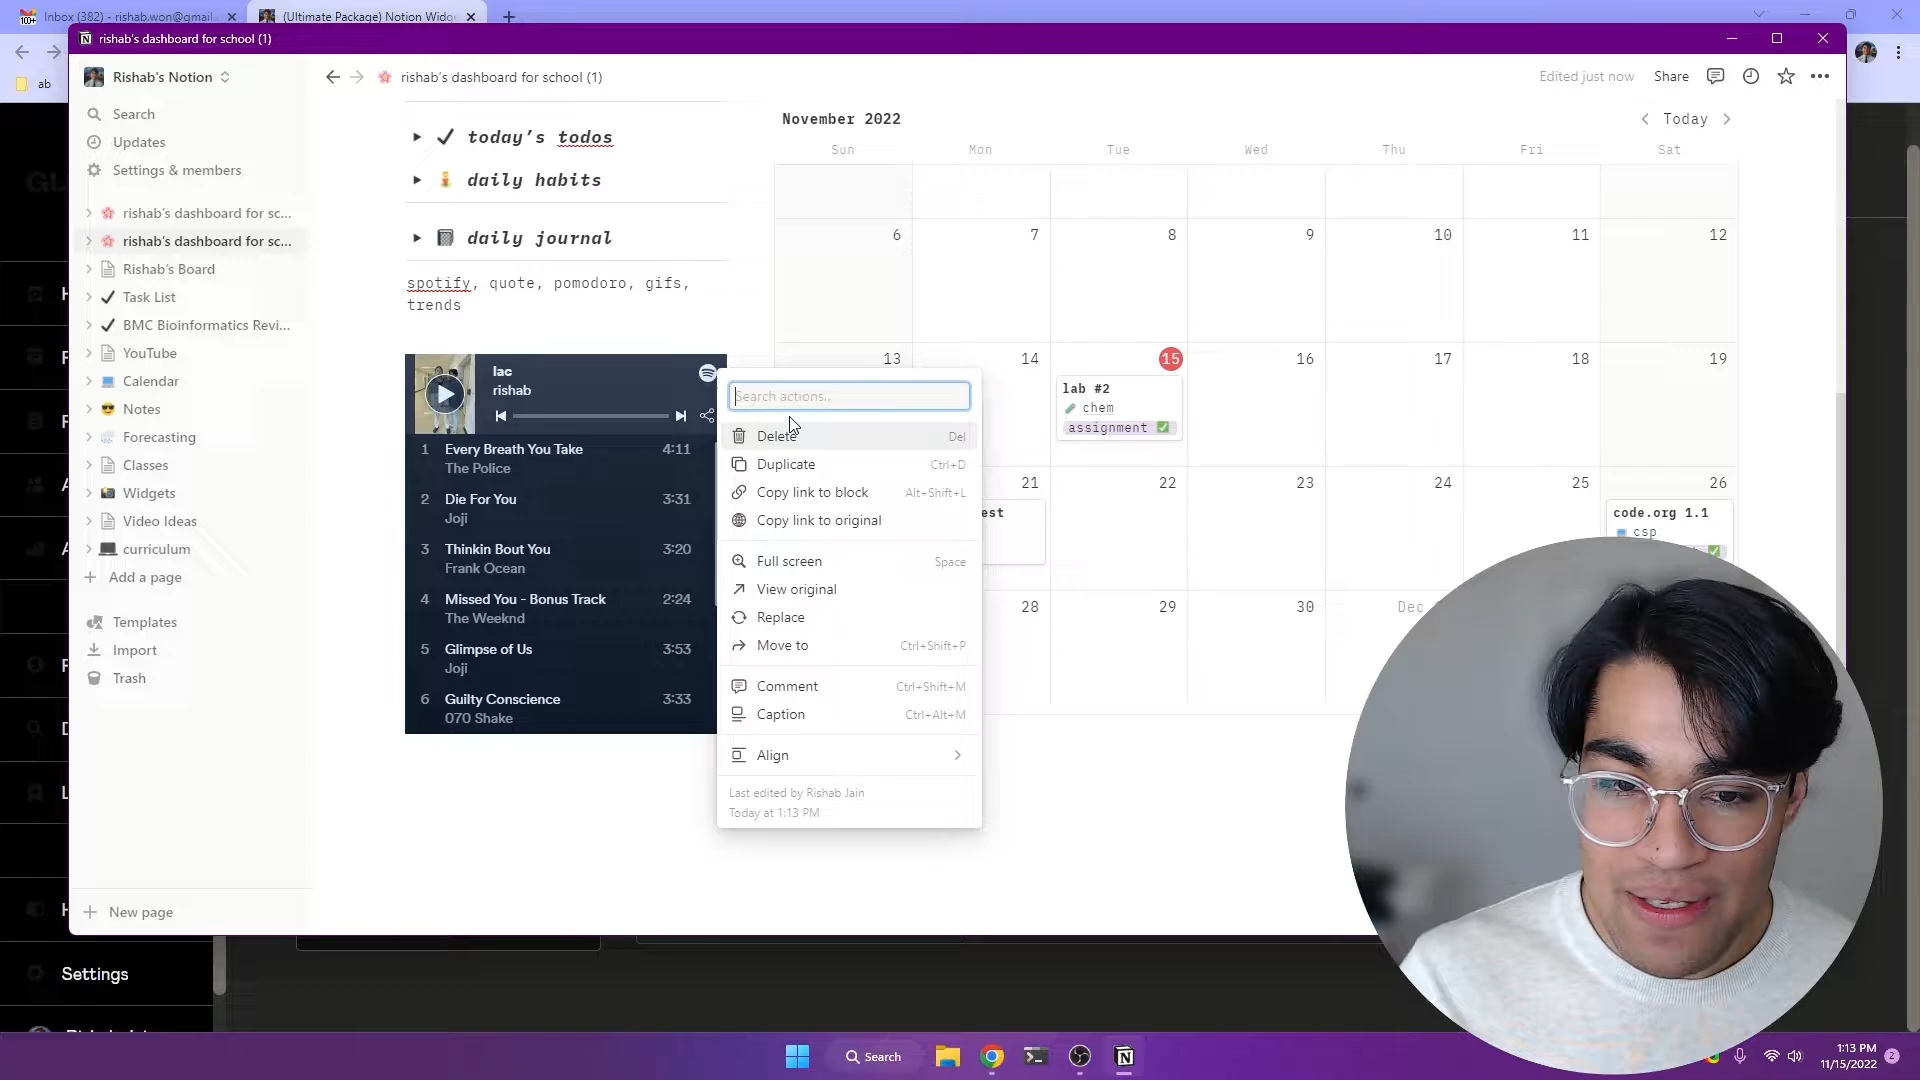 Inbox (382) - rishab.won@gmail...
(Ultimate Package) Notion Widg
rishab's dashboard for school (1)
ab
Rishab's Notion
Search
Updates
Settings & members
rishab's dashboard for sc...
rishab's dashboard for sc...
Rishab's Board
Task List
BMC Bioinformatics Revi...
YouTube
Calendar
Notes
Forecasting
Classes
Widgets
Video Ideas
curriculum
Add a page
Templates
Import
Trash
New page
Settings
rishab's dashboard for school (1)
Edited just now
Share
today's todos
daily habits
daily journal
spotify, quote, pomodoro, gifs,
trends
lac
rishab
1 Every Breath You Take 4:11
The Police
2 Die For You 3:31
Joji
3 Thinkin Bout You 3:20
Frank Ocean
4 Missed You - Bonus Track 2:24
The Weeknd
5 Glimpse of Us 3:53
Joji
6 Guilty Conscience 3:33
070 Shake
Search actions..
Delete Del
Duplicate Ctrl+D
Copy link to block Alt+Shift+L
Copy link to original
Full screen Space
View original
Replace
Move to Ctrl+Shift+P
Comment Ctrl+Shift+M
Caption Ctrl+Alt+M
Align
Last edited by Rishab Jain
Today at 1:13 PM
November 2022
Today
Sun Mon Tue Wed Thu Fri Sat
6 7 8 9 10 11 12
13 14 15 16 17 18 19
lab #2
chem
assignment
21 22 23 24 25 26
est
code.org 1.1
csp
28 29 30 Dec
Search
1:13 PM
11/15/2022
2